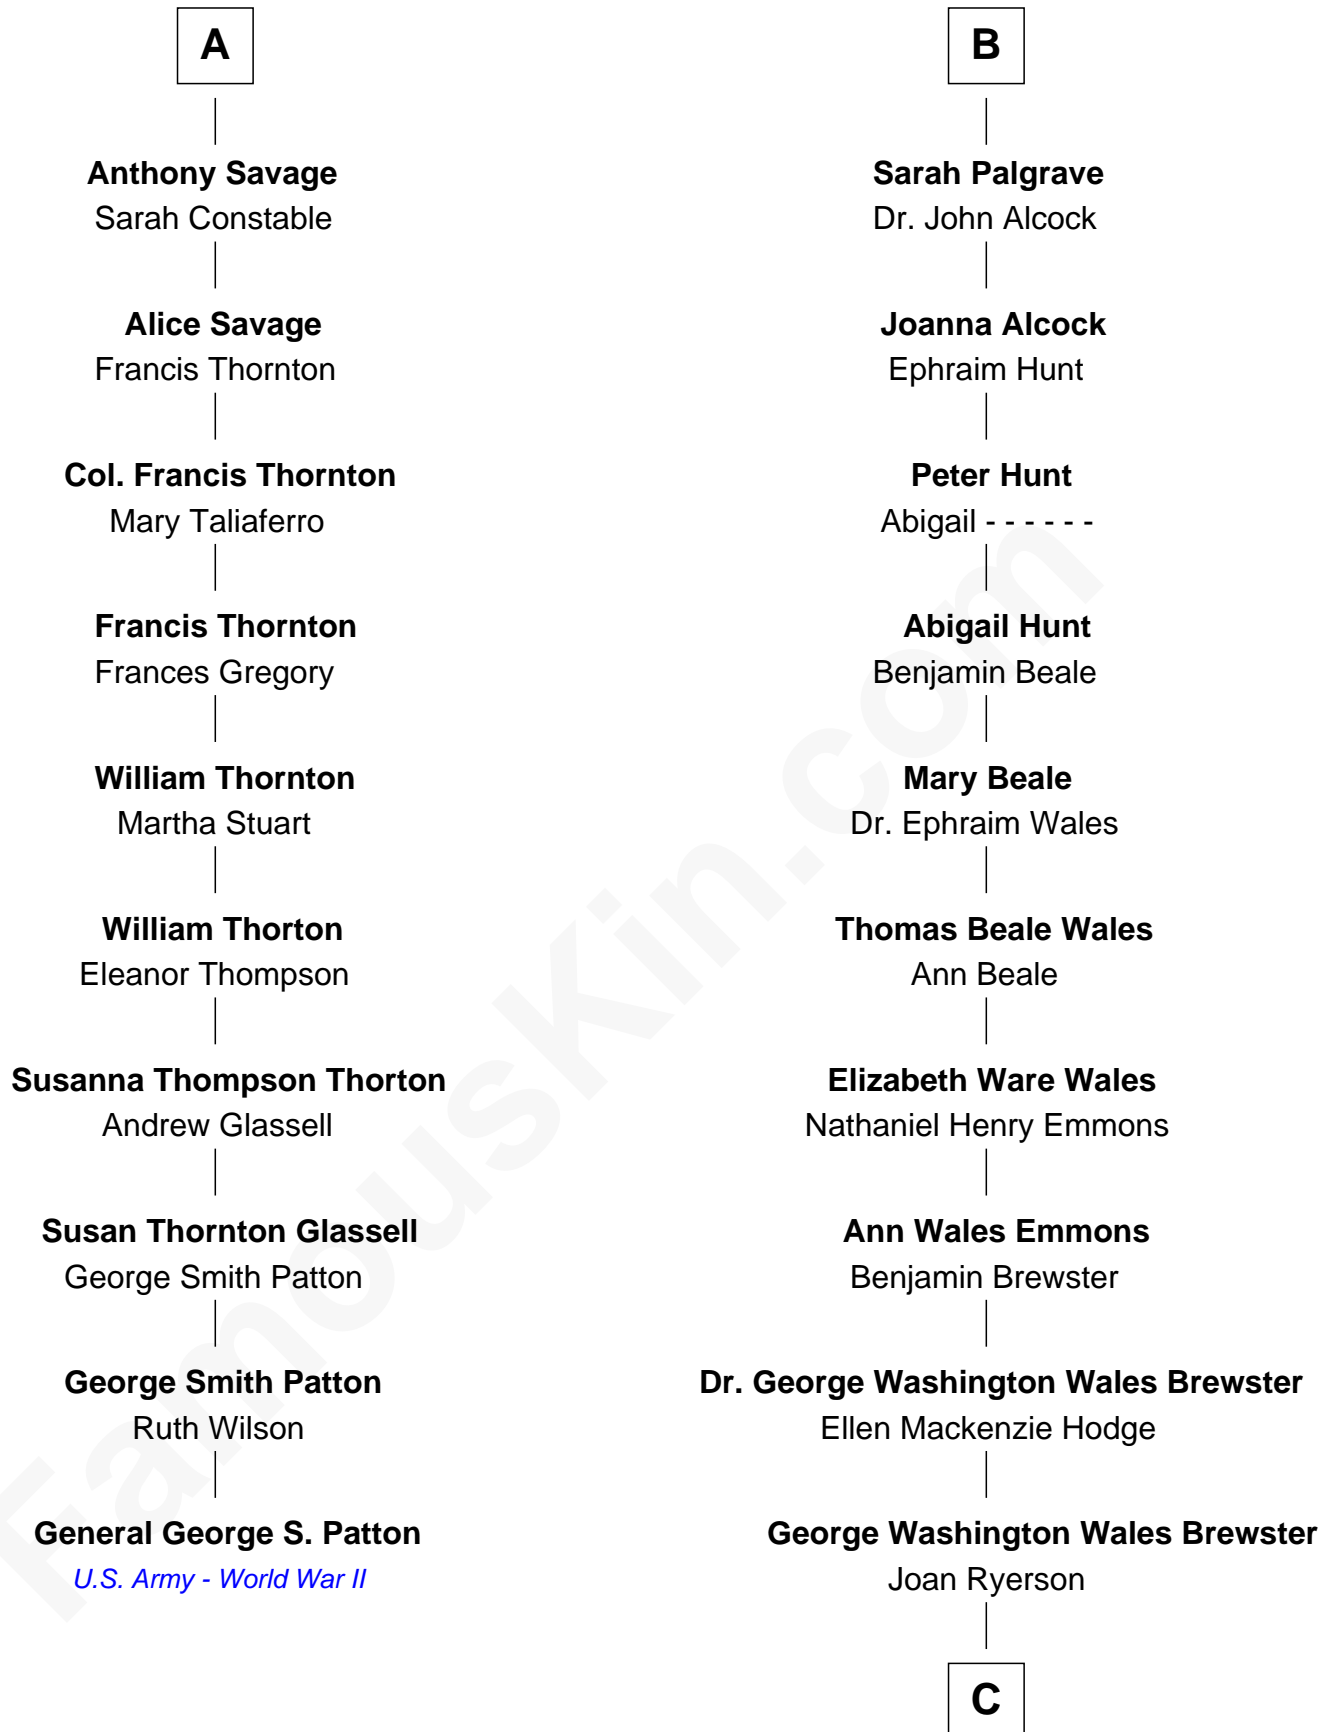 A
Anthony Savage
Sarah Constable
Alice Savage
Francis Thornton
Col. Francis Thornton
Mary Taliaferro
Francis Thornton
Frances Gregory
William Thornton
Martha Stuart
William Thorton
Eleanor Thompson
Susanna Thompson Thorton
Andrew Glassell
Susan Thornton Glassell
George Smith Patton
George Smith Patton
Ruth Wilson
General George S. Patton
U.S. Army - World War II
B
Sarah Palgrave
Dr. John Alcock
Joanna Alcock
Ephraim Hunt
Peter Hunt
Abigail - - - - - -
Abigail Hunt
Benjamin Beale
Mary Beale
Dr. Ephraim Wales
Thomas Beale Wales
Ann Beale
Elizabeth Ware Wales
Nathaniel Henry Emmons
Ann Wales Emmons
Benjamin Brewster
Dr. George Washington Wales Brewster
Ellen Mackenzie Hodge
George Washington Wales Brewster
Joan Ryerson
C
FamousKin.com